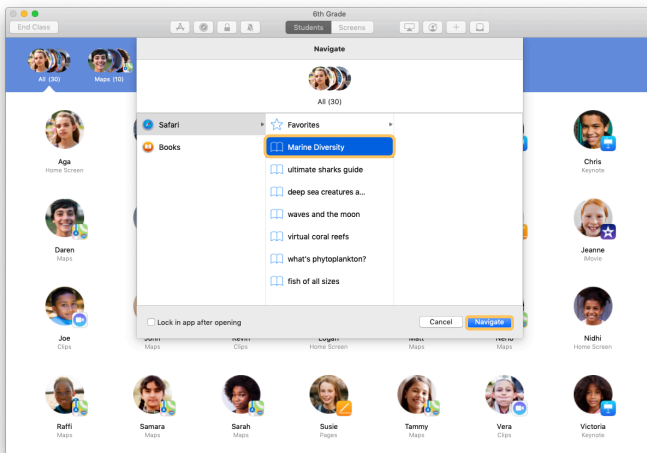 6th Grade
End Class
Students Screens
Navigate
All (30)
Maps (10)
All (30)
Safari
Favorites
Books
Marine Diversity
ultimate sharks guide
deep sea creatures a...
waves and the moon
virtual coral reefs
what's phytoplankton?
fish of all sizes
Lock in app after opening
Cancel
Navigate
Aga
Home Screen
Chris
Keynote
Daren
Maps
Jeanne
iMovie
Joe
Clips
John
Maps
Kevin
Clips
Logan
Home Screen
Matt
Maps
Nerio
Maps
Nidhi
Home Screen
Raffi
Maps
Samara
Maps
Sarah
Maps
Susie
Pages
Tammy
Maps
Vera
Clips
Victoria
Keynote